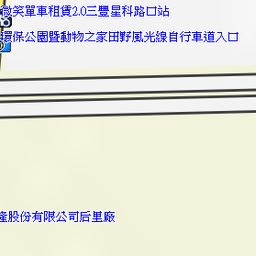 微笑單車租賃2.0三豐星科路口站
環保公園暨動物之家田野風光線自行車道入口
隆股份有限公司后里廠